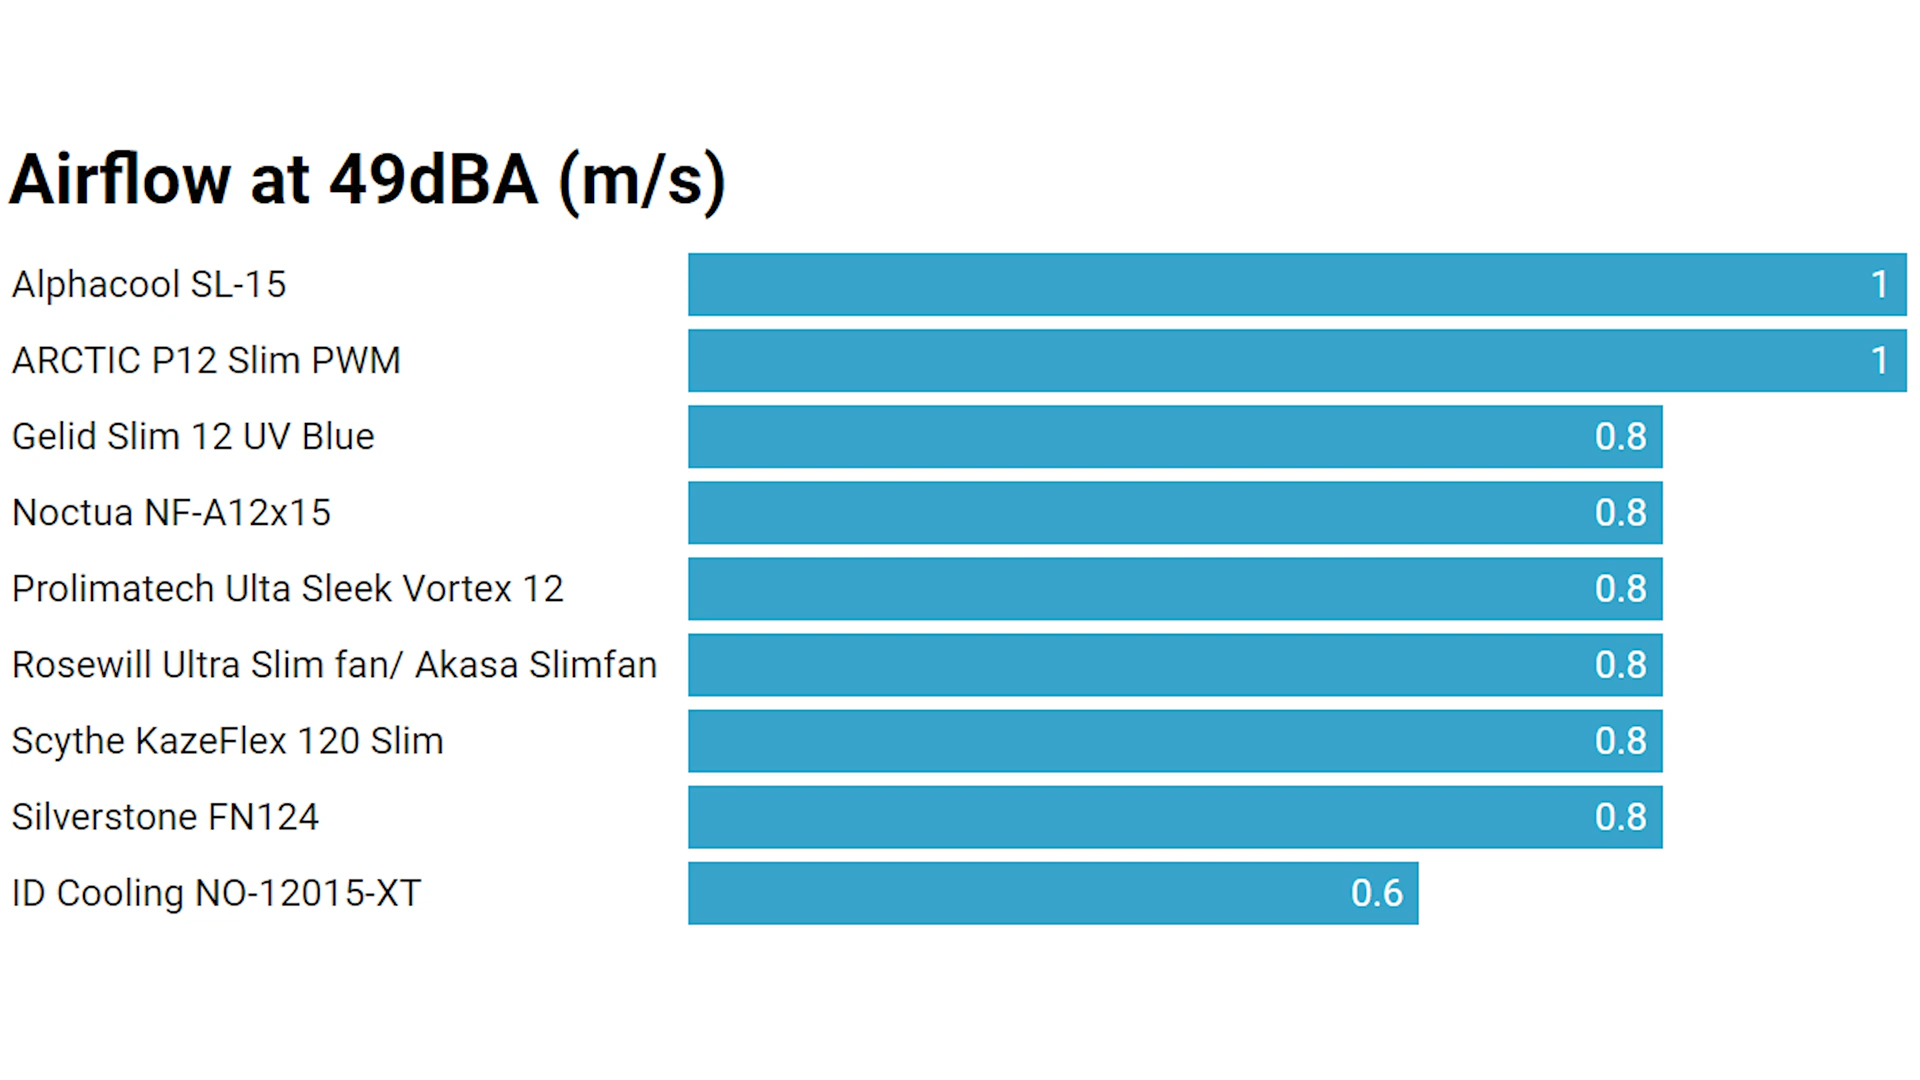 Airflow at 49dBA (m/s)
Alphacool SL-15 1
ARCTIC P12 Slim PWM 1
Gelid Slim 12 UV Blue 0.8
Noctua NF-A12x15 0.8
Prolimatech Ulta Sleek Vortex 12 0.8
Rosewill Ultra Slim fan/ Akasa Slimfan 0.8
Scythe KazeFlex 120 Slim 0.8
Silverstone FN124 0.8
ID Cooling NO-12015-XT 0.6